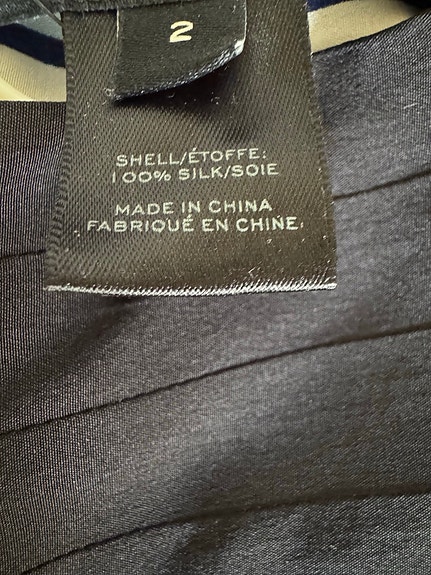 2
SHELL/ÉTOFFE:
100% SILK/SOIE
MADE IN CHINA
FABRIQUÉ EN CHINE